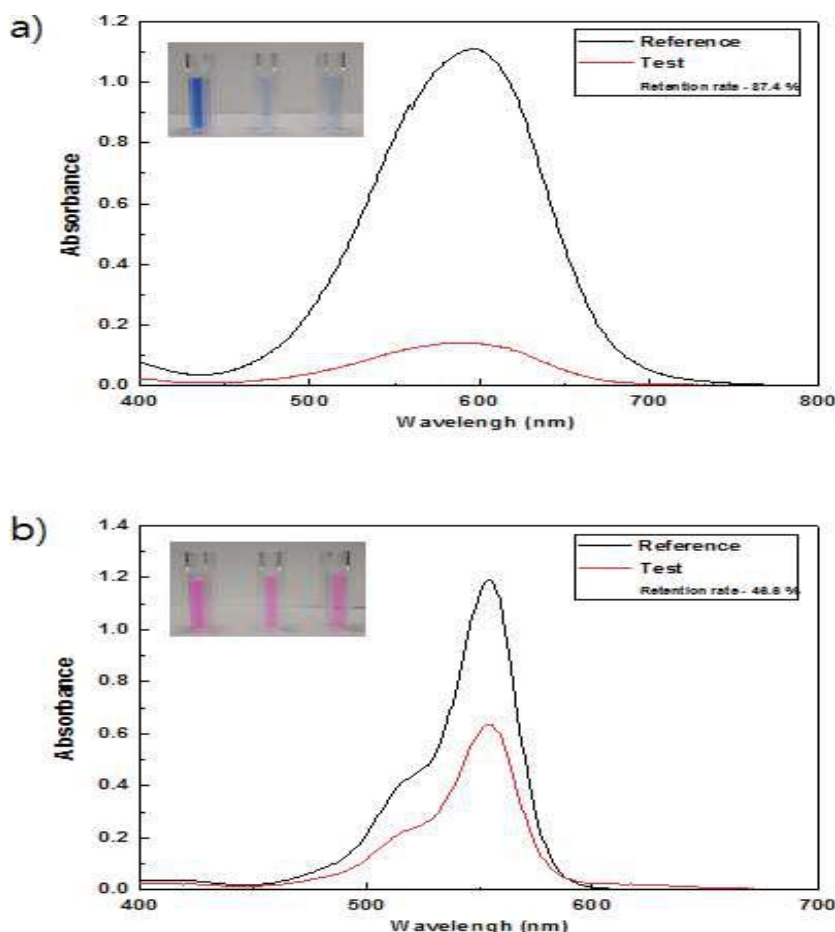 a)
1.2
1.0
0.8
0.6
0.4
0.2
0.0
Absorbance
Reference
Test
Retention rate - 87.4 %
400 500 600 700 800
Wavelengh (nm)
b)
1.4
1.2
1.0
0.8
0.6
0.4
0.2
0.0
Absorbance
Reference
Test
Retention rate - 46.8 %
400 500 600 700
Wavelengh (nm)